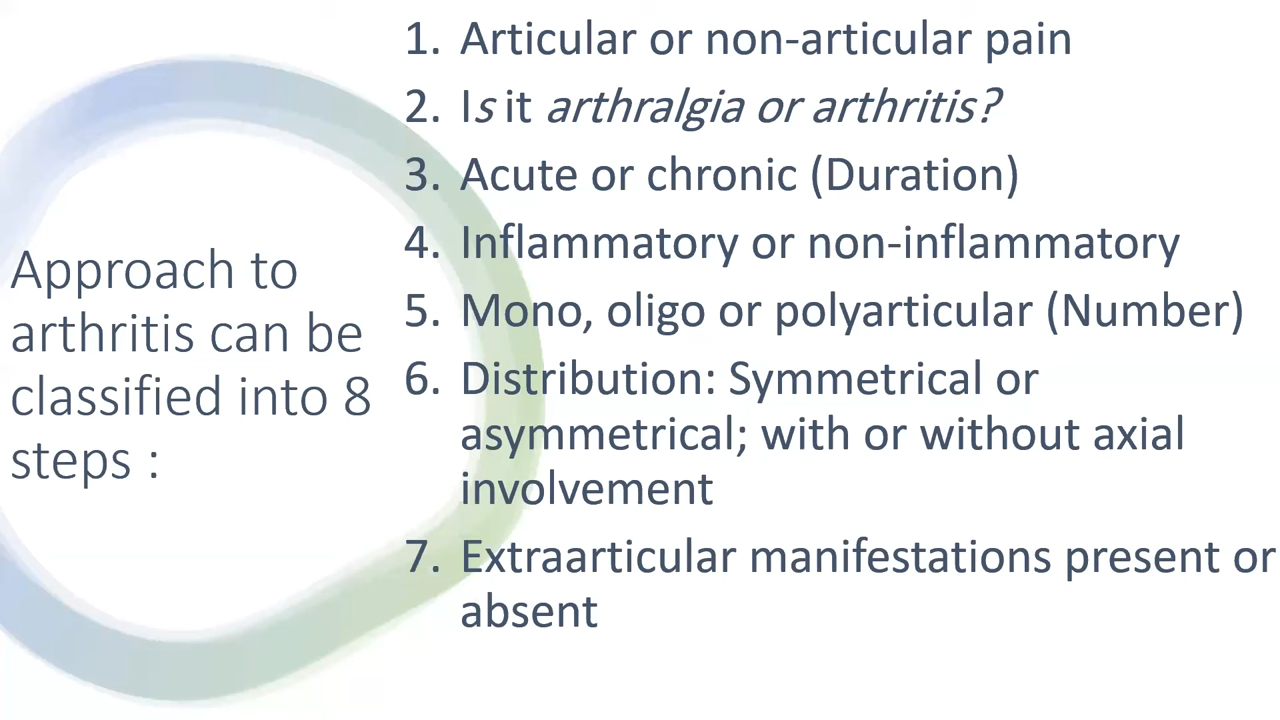 Approach to
arthritis can be
classified into 8
steps :
1. Articular or non-articular pain
2. Is it arthralgia or arthritis?
3. Acute or chronic (Duration)
4. Inflammatory or non-inflammatory
5. Mono, oligo or polyarticular (Number)
6. Distribution: Symmetrical or
asymmetrical; with or without axial
involvement
7. Extraarticular manifestations present or
absent